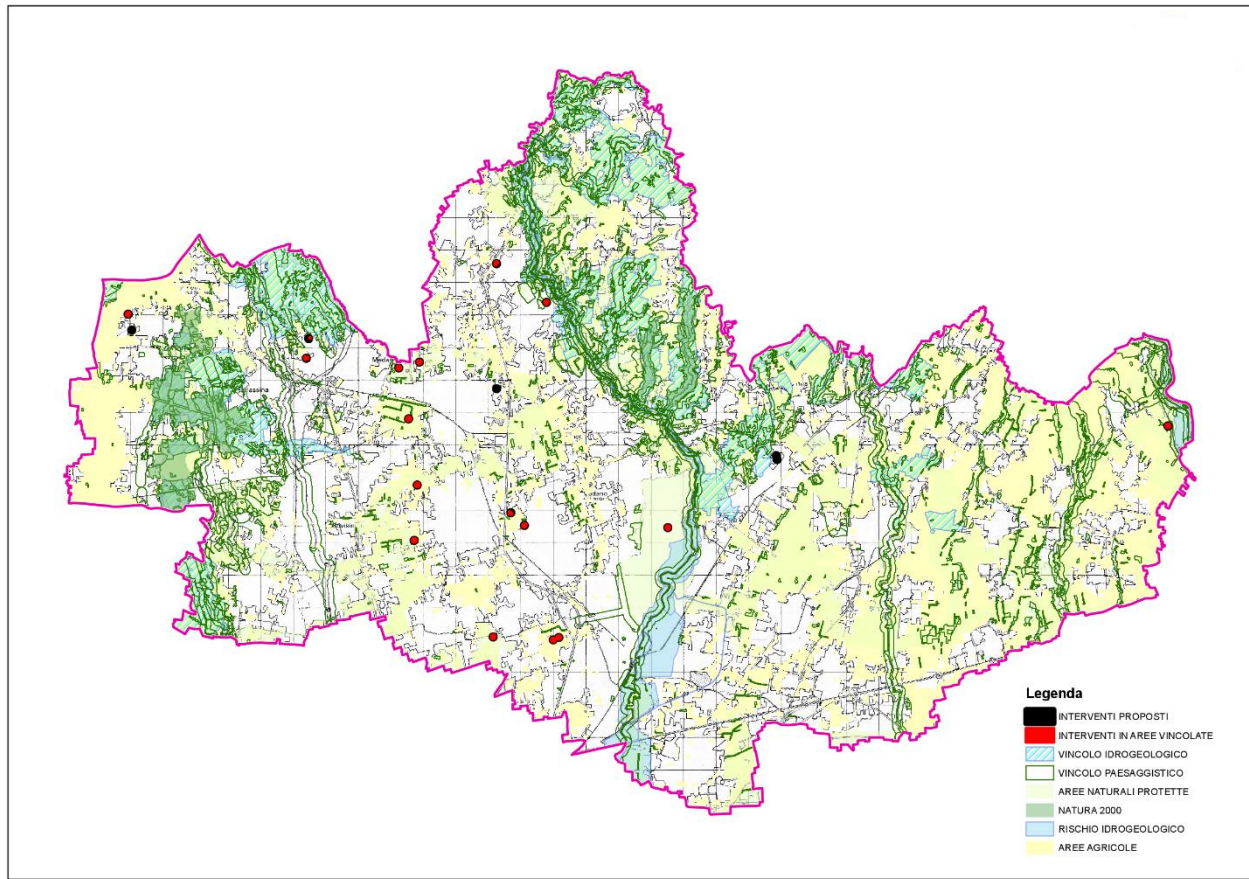 Meda
Legenda
INTERVENTI PROPOSTI
INTERVENTI IN AREE VINCOLATE
VINCOLO IDROGEOLOGICO
VINCOLO PAESAGGISTICO
AREE NATURALI PROTETTE
NATURA 2000
RISCHIO IDROGEOLOGICO
AREE AGRICOLE